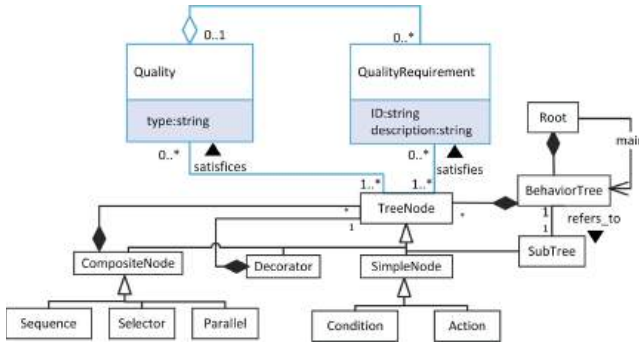 0..1
0..*
Quality
QualityRequirement
type:string
ID:string
description:string
Root
main
0..*
satisfices
0..*
satisfies
1..*
1..*
BehaviorTree
TreeNode
*
*
1
1
refers_to
1
CompositeNode
Decorator
SimpleNode
SubTree
Sequence
Selector
Parallel
Condition
Action